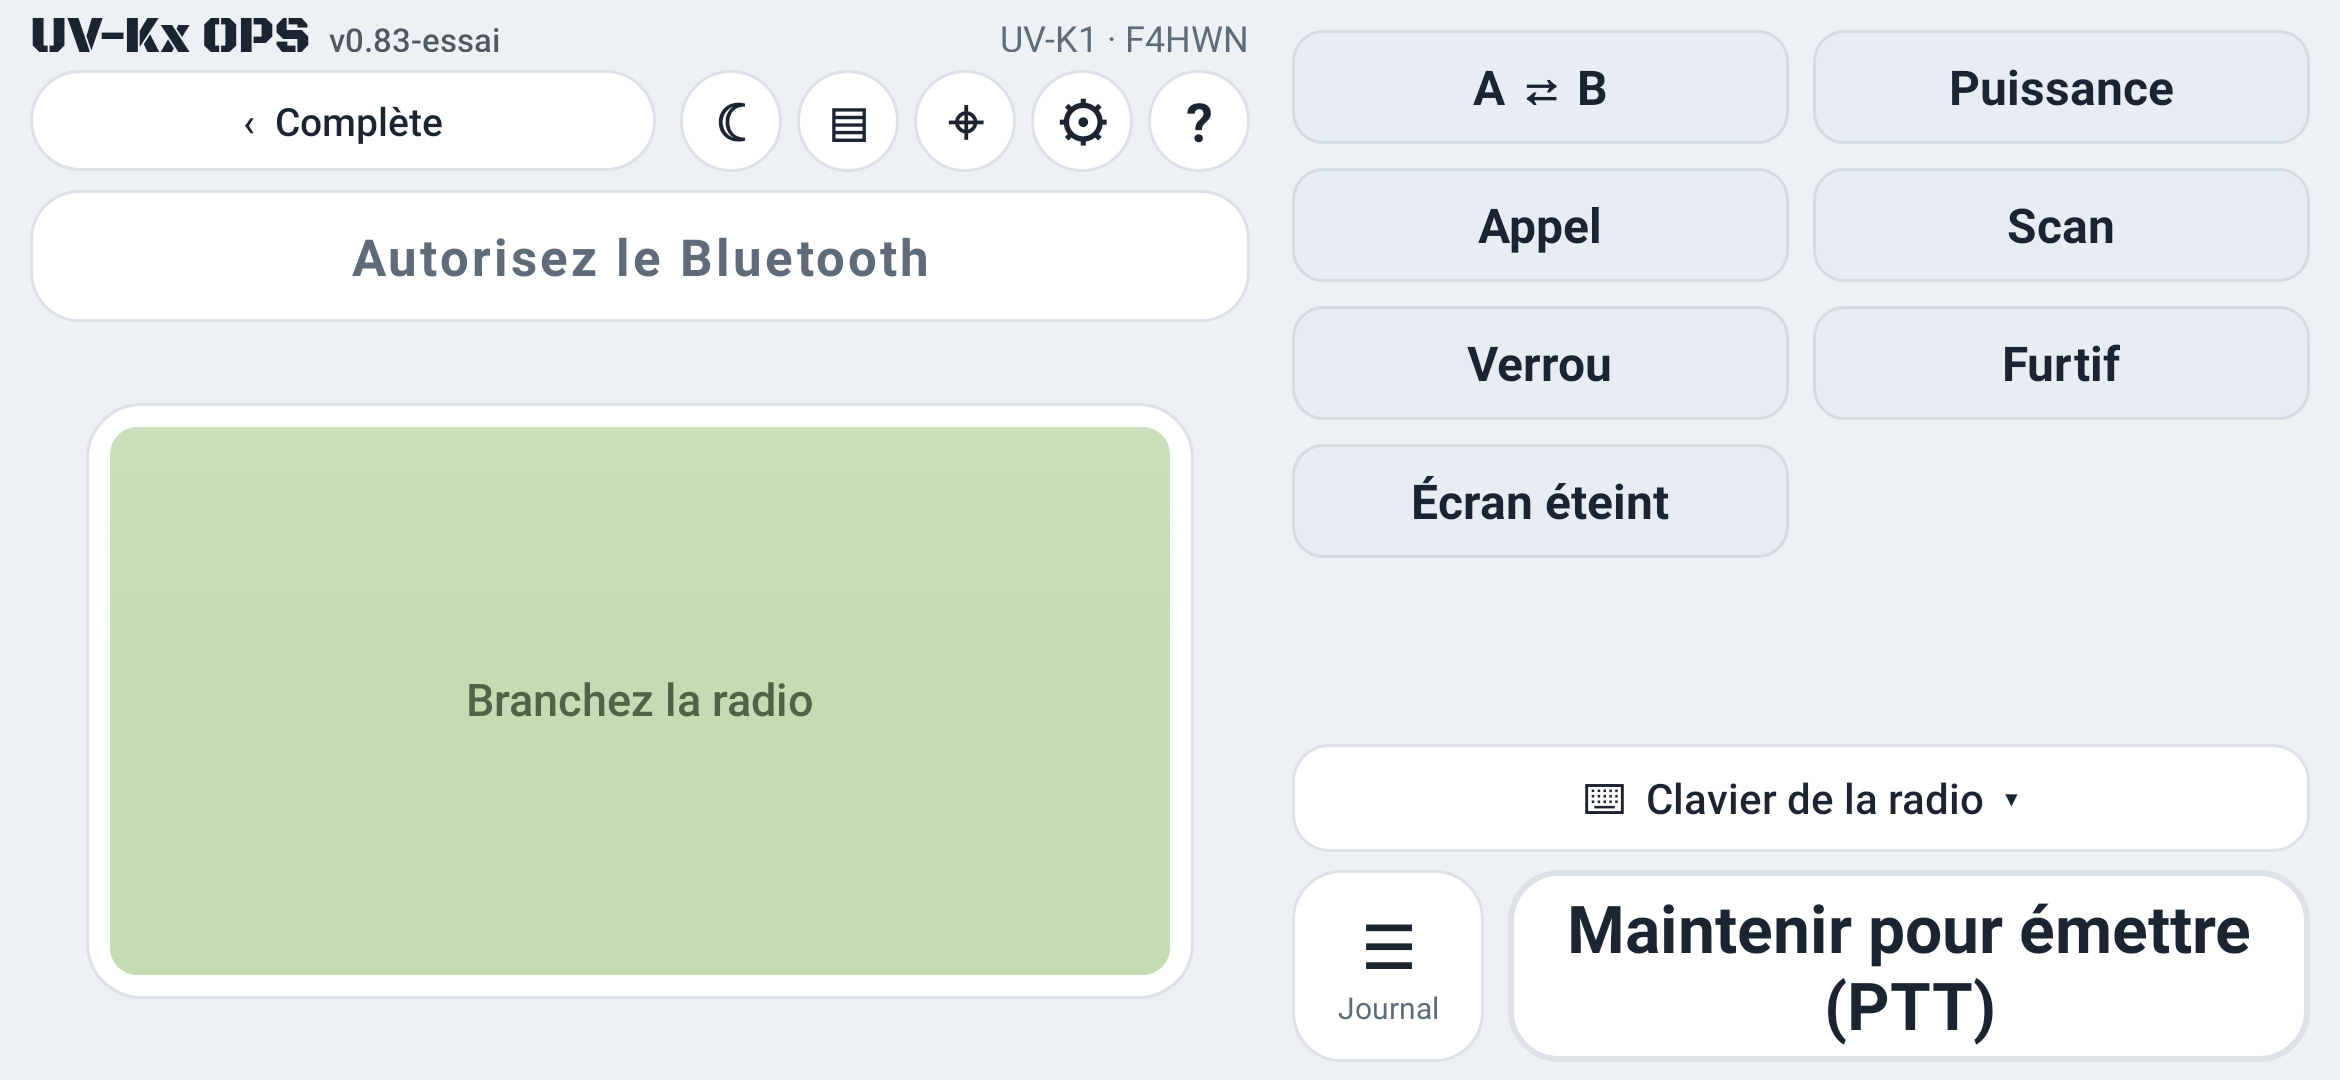 UV-Kx OPS v0.83-essai
UV-K1 · F4HWN
‹ Complète
?
Autorisez le Bluetooth
Branchez la radio
A ⇄ B
Puissance
Appel
Scan
Verrou
Furtif
Écran éteint
Clavier de la radio ▾
Journal
Maintenir pour émettre
(PTT)